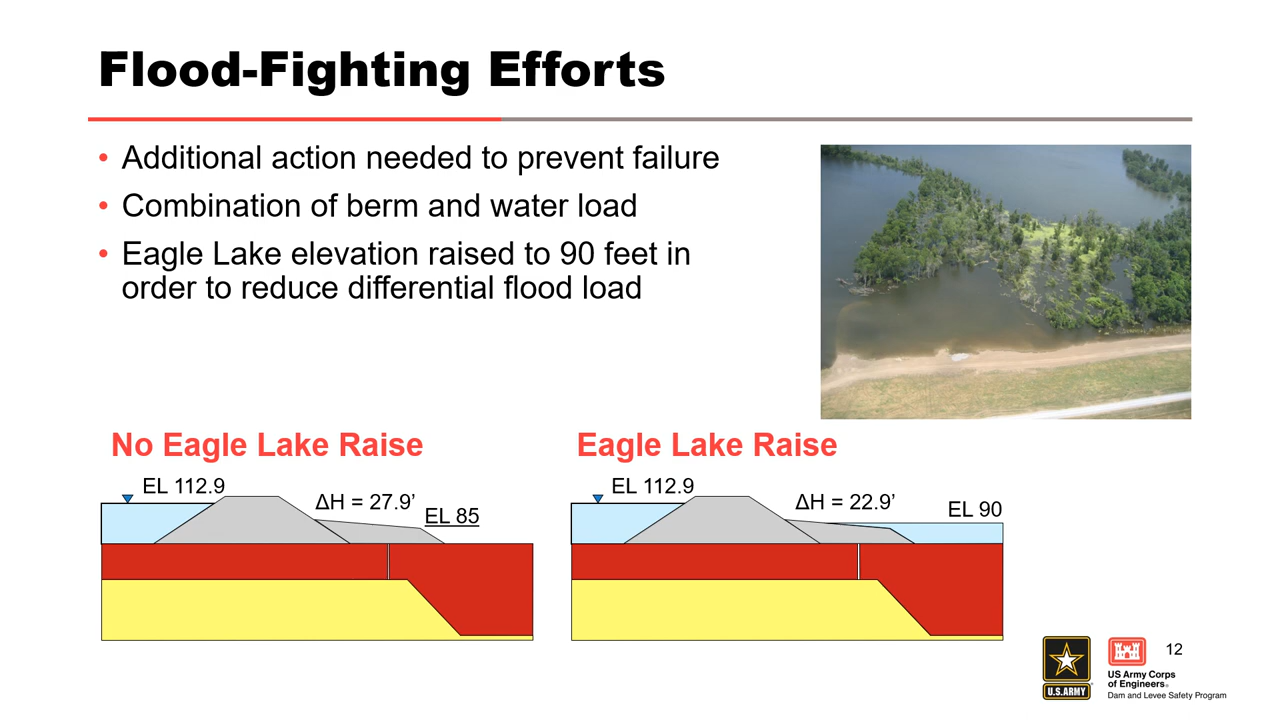 Flood-Fighting Efforts
• Additional action needed to prevent failure
• Combination of berm and water load
• Eagle Lake elevation raised to 90 feet in
order to reduce differential flood load
No Eagle Lake Raise
EL 112.9
ΔH = 27.9’
EL 85
Eagle Lake Raise
EL 112.9
ΔH = 22.9’
EL 90
U.S.ARMY
US Army Corps
of Engineers®
Dam and Levee Safety Program
12